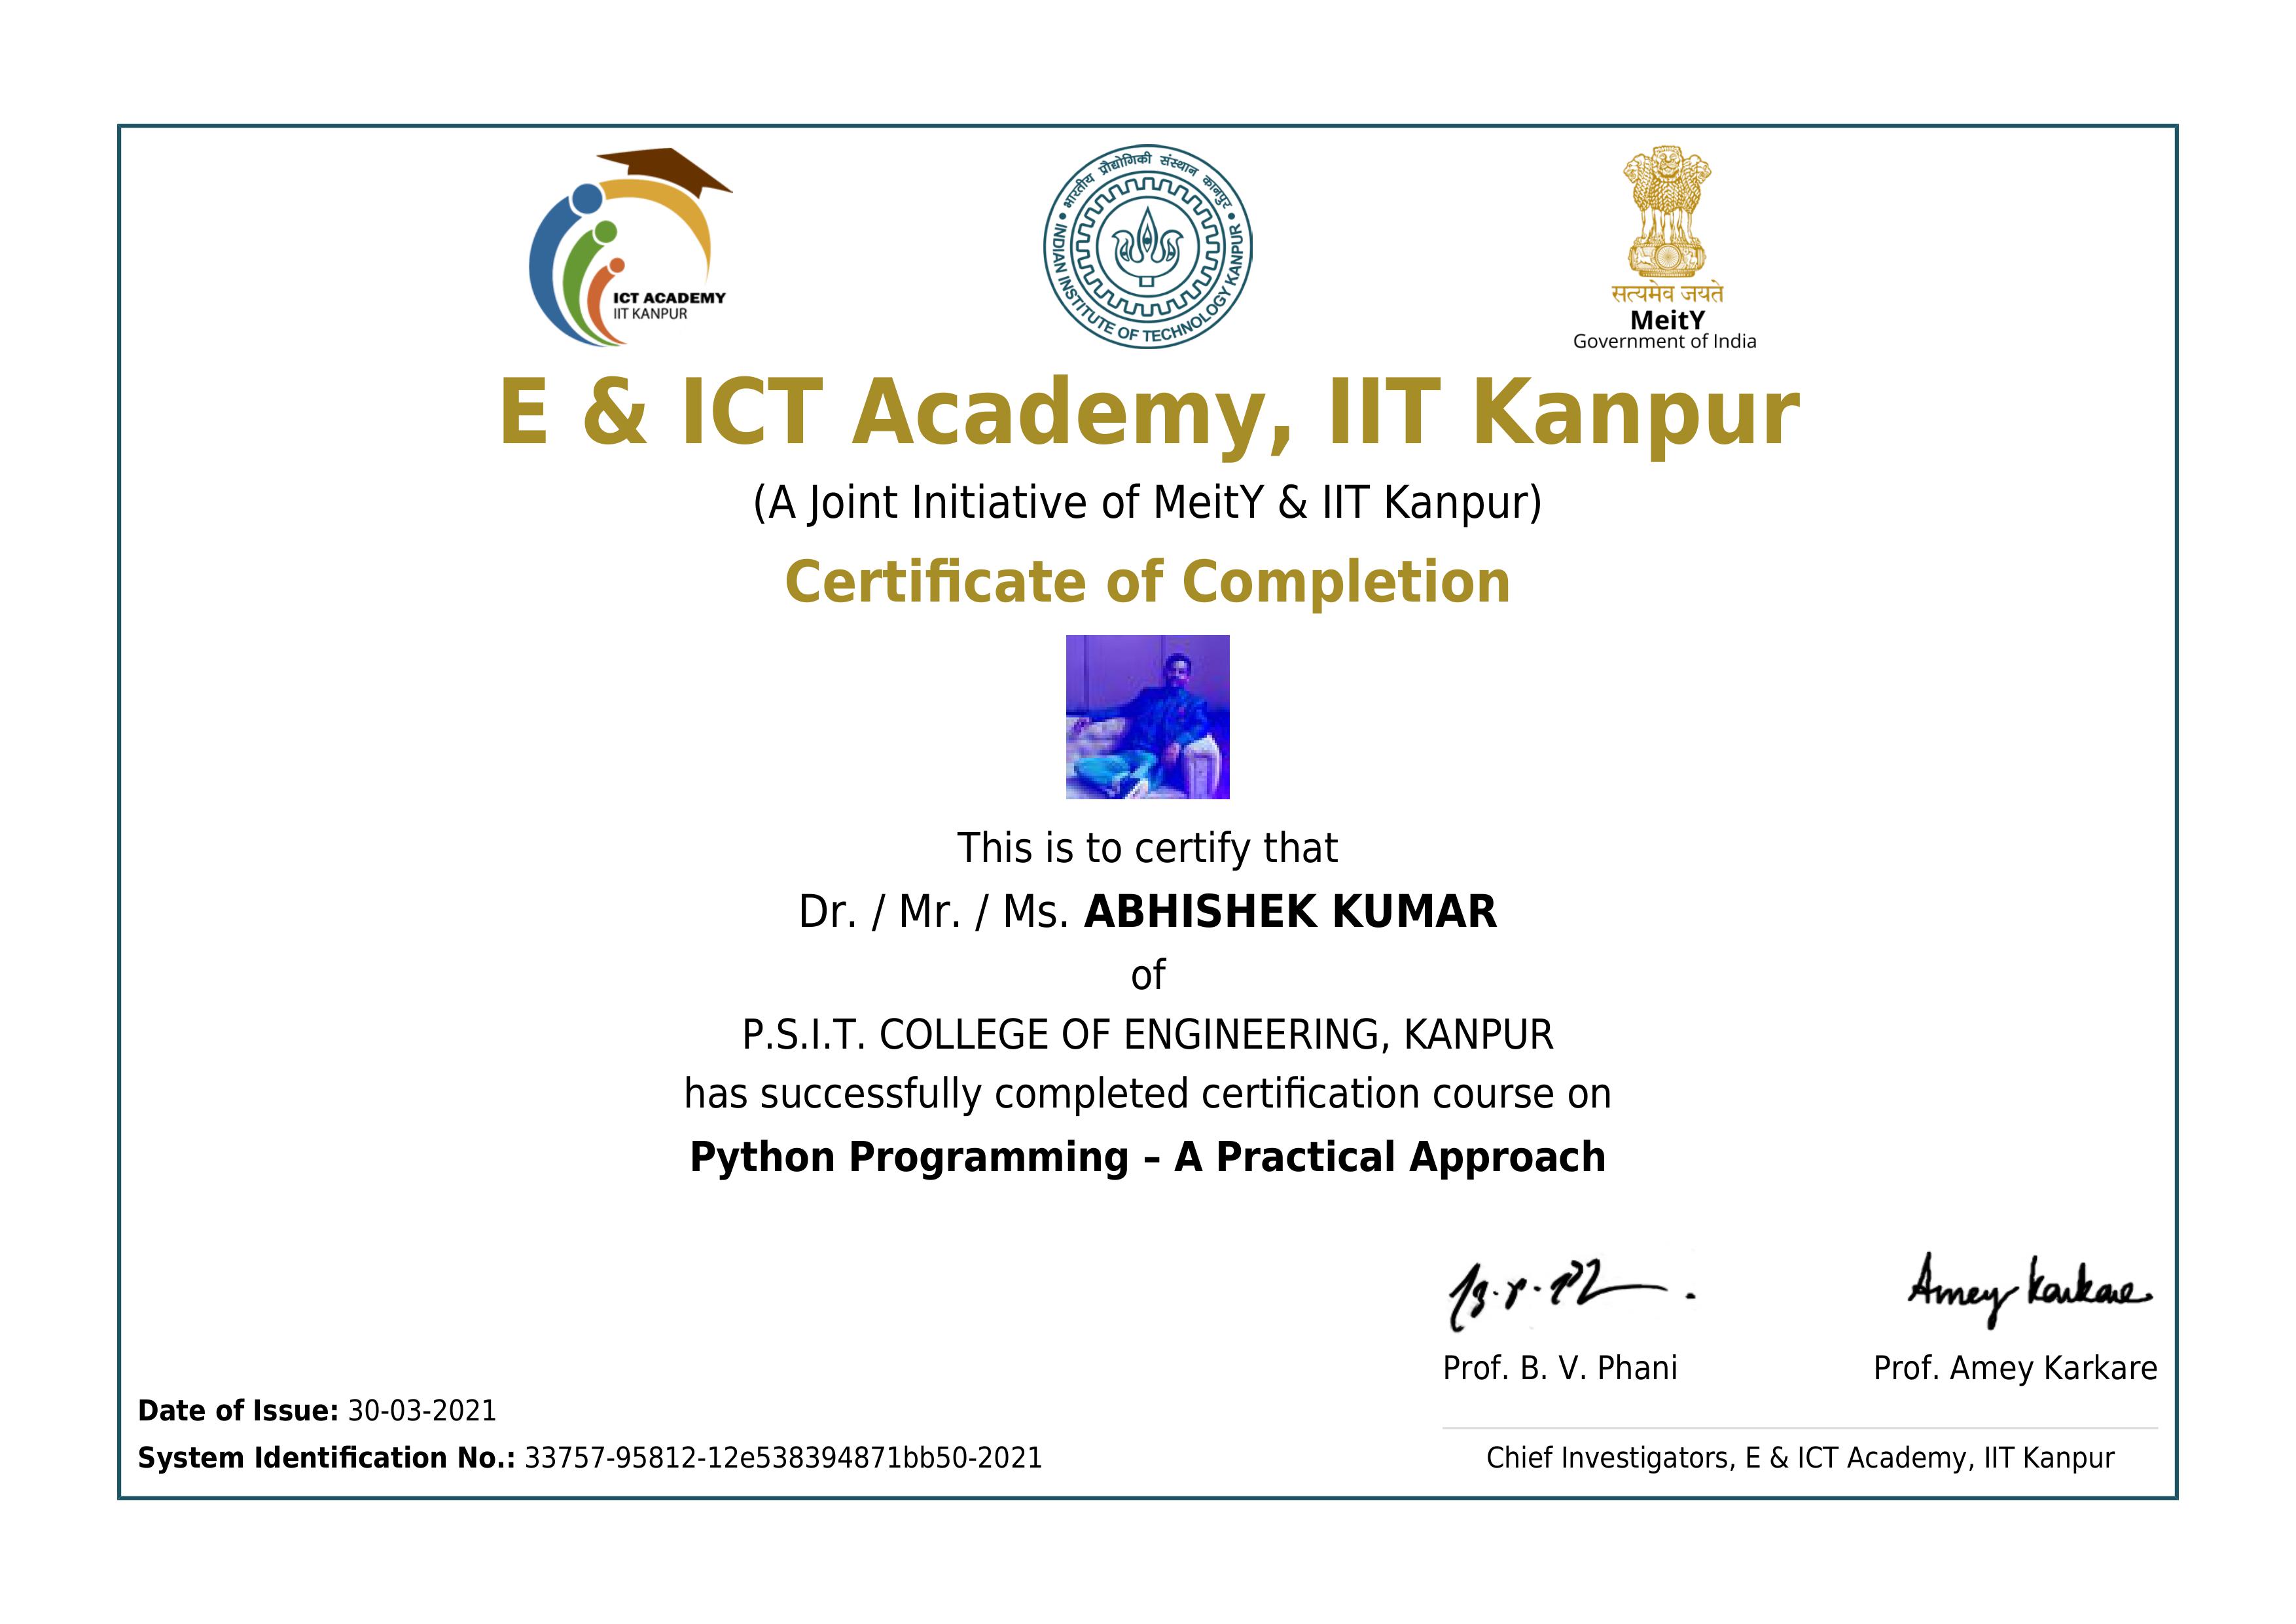 ICT ACADEMY
IIT KANPUR
भारतीय प्रौद्योगिकी संस्थान कानपुर
INDIAN INSTITUTE OF TECHNOLOGY KANPUR
सत्यमेव जयते
MeitY
Government of India
E & ICT Academy, IIT Kanpur
(A Joint Initiative of MeitY & IIT Kanpur)
Certificate of Completion
This is to certify that
Dr. / Mr. / Ms. ABHISHEK KUMAR
of
P.S.I.T. COLLEGE OF ENGINEERING, KANPUR
has successfully completed certification course on
Python Programming – A Practical Approach
Amey Karkare
Prof. B. V. Phani
Prof. Amey Karkare
Date of Issue: 30-03-2021
System Identification No.: 33757-95812-12e538394871bb50-2021
Chief Investigators, E & ICT Academy, IIT Kanpur